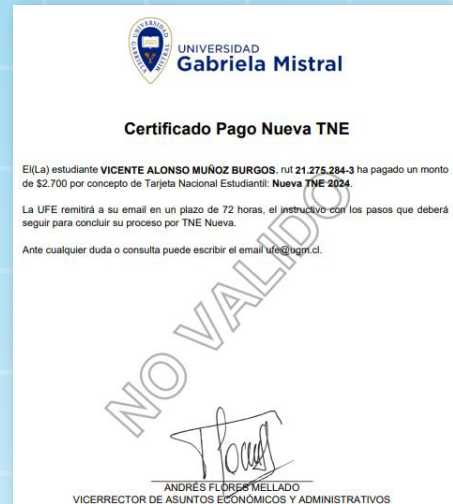 UNIVERSIDAD
Gabriela Mistral
Certificado Pago Nueva TNE
El(La) estudiante VICENTE ALONSO MUÑOZ BURGOS, rut 21.275.284-3 ha pagado un monto
de $2.700 por concepto de Tarjeta Nacional Estudiantil: Nueva TNE 2024.
La UFE remitirá a su email en un plazo de 72 horas, el instructivo con los pasos que deberá
seguir para concluir su proceso por TNE Nueva.
Ante cualquier duda o consulta puede escribir el email ufe@ugm.cl.
NO VALIDO
ANDRÉS FLORES MELLADO
VICERRECTOR DE ASUNTOS ECONÓMICOS Y ADMINISTRATIVOS